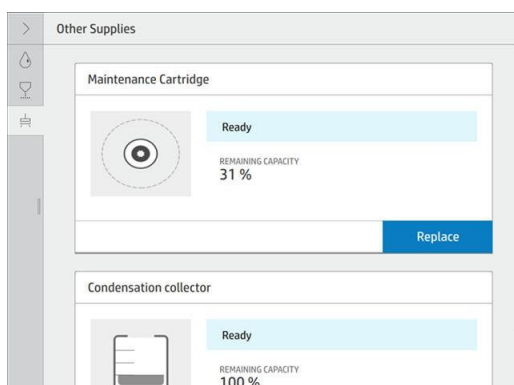 Other Supplies
Maintenance Cartridge
Ready
REMAINING CAPACITY
31 %
Replace
Condensation collector
Ready
REMAINING CAPACITY
100 %